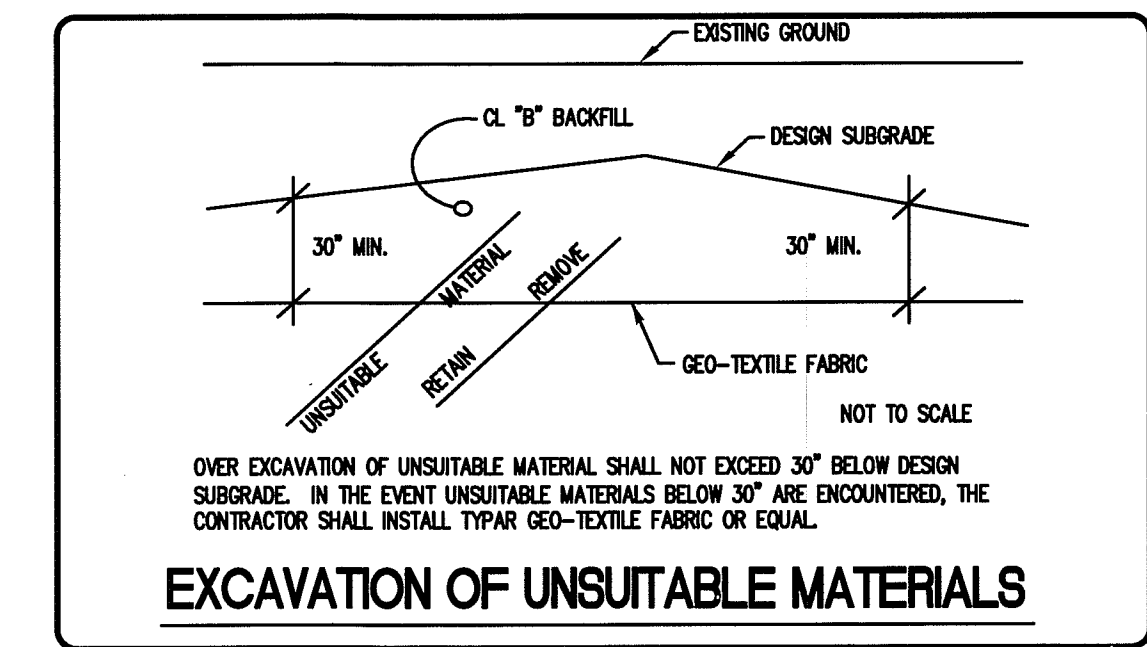 EXISTING GROUND
CL "B" BACKFILL
DESIGN SUBGRADE
30" MIN.
30" MIN.
UNSUITABLE MATERIAL
RETAIN REMOVE
GEO-TEXTILE FABRIC
NOT TO SCALE
OVER EXCAVATION OF UNSUITABLE MATERIAL SHALL NOT EXCEED 30" BELOW DESIGN
SUBGRADE. IN THE EVENT UNSUITABLE MATERIALS BELOW 30" ARE ENCOUNTERED, THE
CONTRACTOR SHALL INSTALL TYPAR GEO-TEXTILE FABRIC OR EQUAL.
EXCAVATION OF UNSUITABLE MATERIALS